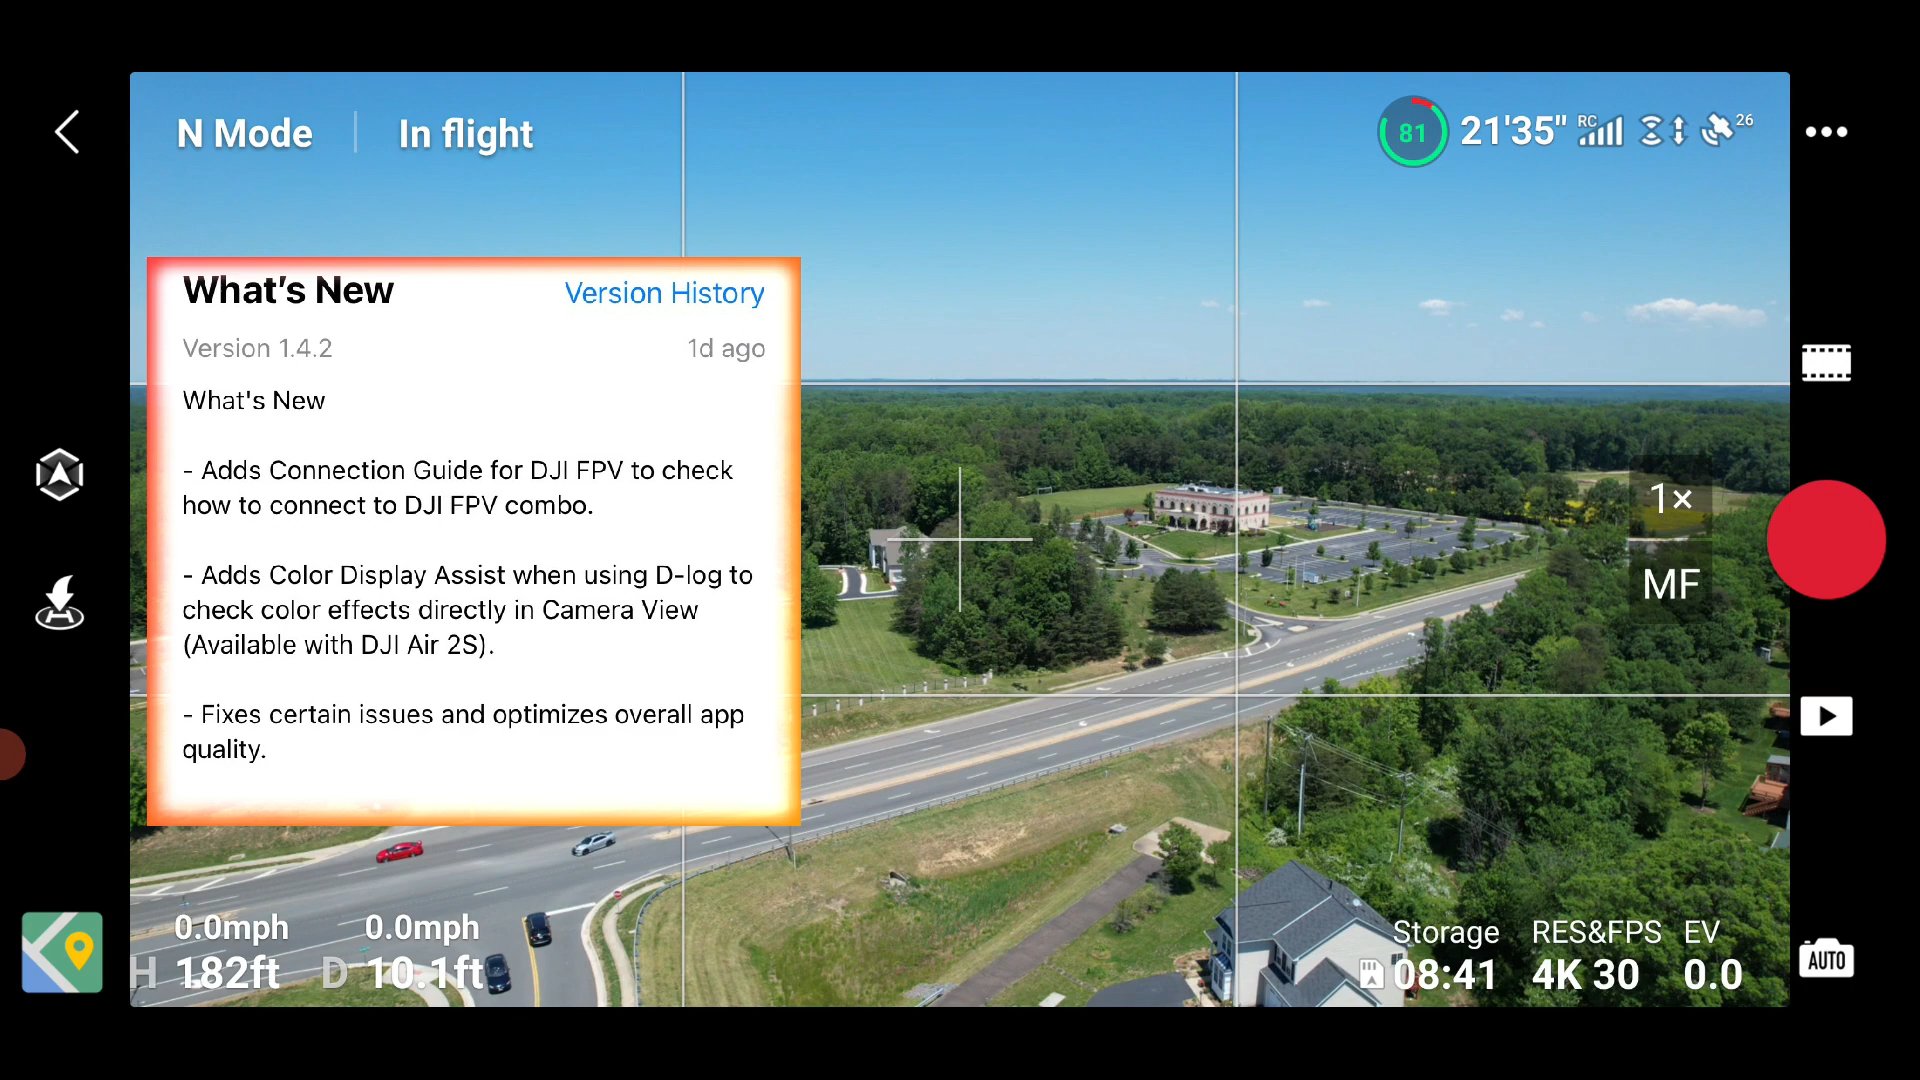 N Mode In flight
81 21'35" RC 26
What's New Version History
Version 1.4.2 1d ago
What's New
- Adds Connection Guide for DJI FPV to check
how to connect to DJI FPV combo.
- Adds Color Display Assist when using D-log to
check color effects directly in Camera View
(Available with DJI Air 2S).
- Fixes certain issues and optimizes overall app
quality.
1×
MF
0.0mph 0.0mph
H 182ft D 10.1ft
Storage RES&FPS EV
08:41 4K 30 0.0
AUTO